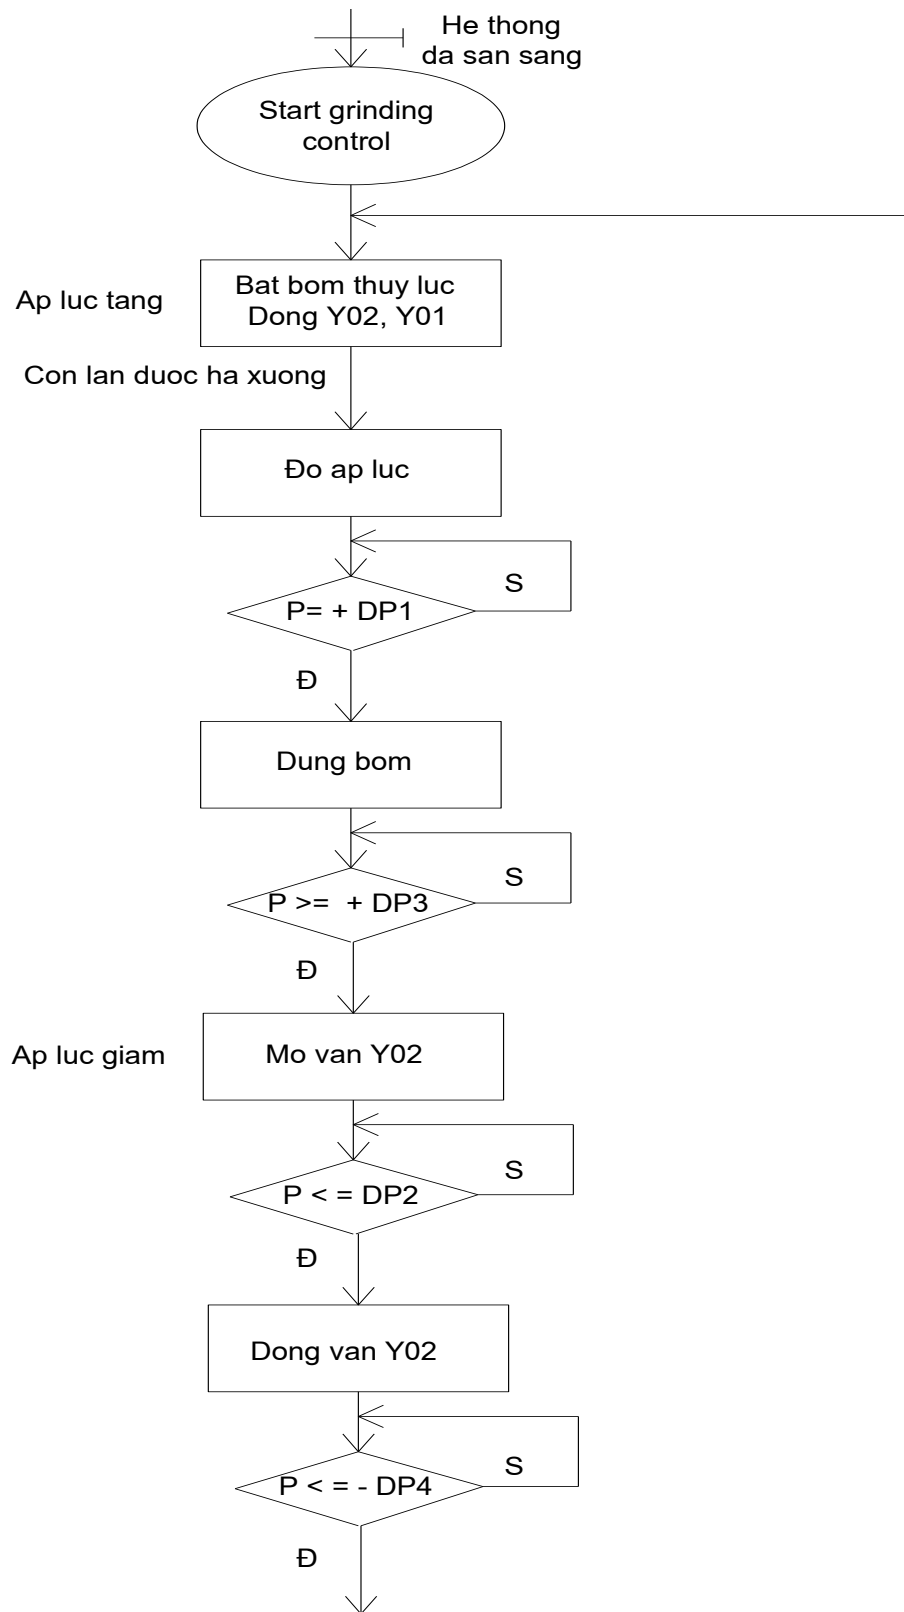 He thong
da san sang
Start grinding
control
Ap luc tang
Bat bom thuy luc
Dong Y02, Y01
Con lan duoc ha xuong
Đo ap luc
S
P= + DP1
Đ
Dung bom
S
P >= + DP3
Đ
Ap luc giam
Mo van Y02
S
P < = DP2
Đ
Dong van Y02
S
P < = - DP4
Đ